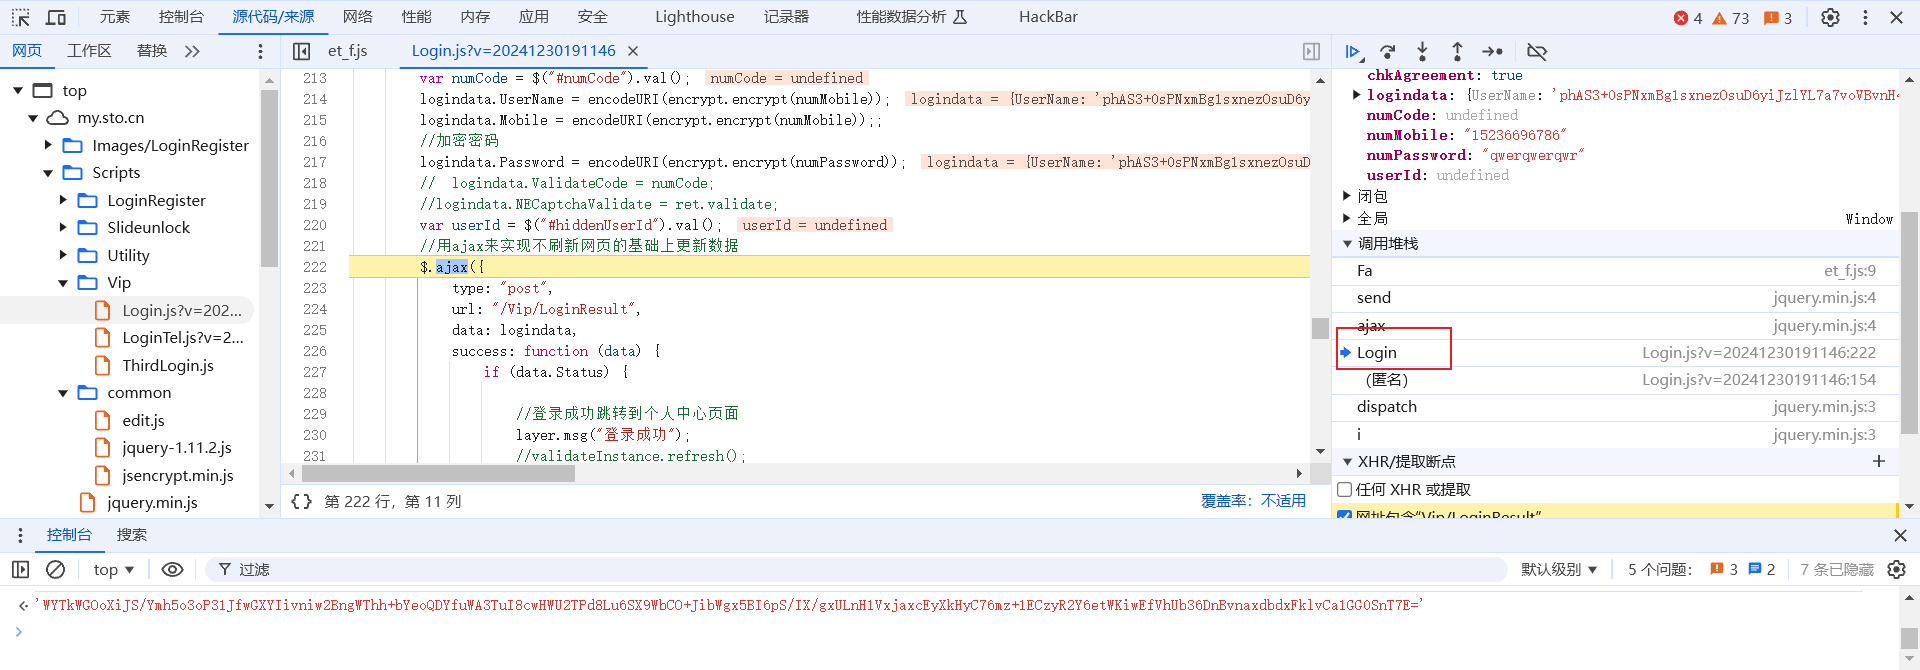 元素 控制台 源代码/来源 网络 性能 内存 应用 安全 Lighthouse 记录器 性能数据分析 HackBar 4 73 3
网页 工作区 替换
et_f.js Login.js?v=20241230191146
top
my.sto.cn
Images/LoginRegister
Scripts
LoginRegister
Slideunlock
Utility
Vip
Login.js?v=202...
LoginTel.js?v=2...
ThirdLogin.js
common
edit.js
jquery-1.11.2.js
jsencrypt.min.js
jquery.min.js
213 var numCode = $("#numCode").val(); numCode = undefined
214 logindata.UserName = encodeURI(encrypt.encrypt(numMobile)); logindata = {UserName: 'phAS3+0sPNxmBg1sxnezOsuD6y
215 logindata.Mobile = encodeURI(encrypt.encrypt(numMobile));;
216 //加密密码
217 logindata.Password = encodeURI(encrypt.encrypt(numPassword)); logindata = {UserName: 'phAS3+0sPNxmBg1sxnezOsuD
218 // logindata.ValidateCode = numCode;
219 //logindata.NECaptchaValidate = ret.validate;
220 var userId = $("#hiddenUserId").val(); userId = undefined
221 //用ajax来实现不刷新网页的基础上更新数据
222 $.ajax({
223 type: "post",
224 url: "/Vip/LoginResult",
225 data: logindata,
226 success: function (data) {
227 if (data.Status) {
228
229 //登录成功跳转到个人中心页面
230 layer.msg("登录成功");
231 //validateInstance.refresh();
{} 第 222 行，第 11 列 覆盖率：不适用
chkAgreement: true
logindata: {UserName: 'phAS3+0sPNxmBg1sxnezOsuD6yiJzlYL7a7voVBvnH
numCode: undefined
numMobile: "15236696786"
numPassword: "qwerqwerqwr"
userId: undefined
闭包
全局 Window
调用堆栈
Fa et_f.js:9
send jquery.min.js:4
ajax jquery.min.js:4
Login Login.js?v=20241230191146:222
(匿名) Login.js?v=20241230191146:154
dispatch jquery.min.js:3
i jquery.min.js:3
XHR/提取断点
任何 XHR 或提取
网址包含"Vip/LoginResult"
控制台 搜索
top 过滤 默认级别 5 个问题： 3 2 7 条已隐藏
'WYTkWGOoXiJS/Ymh5o3oP31JfwGXYIivniw2BngWThh+bYeoQDYfuWA3TuI8cwHWU2TPd8Lu6SX9WbCO+JibWgx5BI6pS/IX/gxULnH1VxjaxcEyXkHyC76mz+1ECzyR2Y6etWKiwEfVhUb36DnBvnaxdbdxFklvCa1GG0SnT7E='